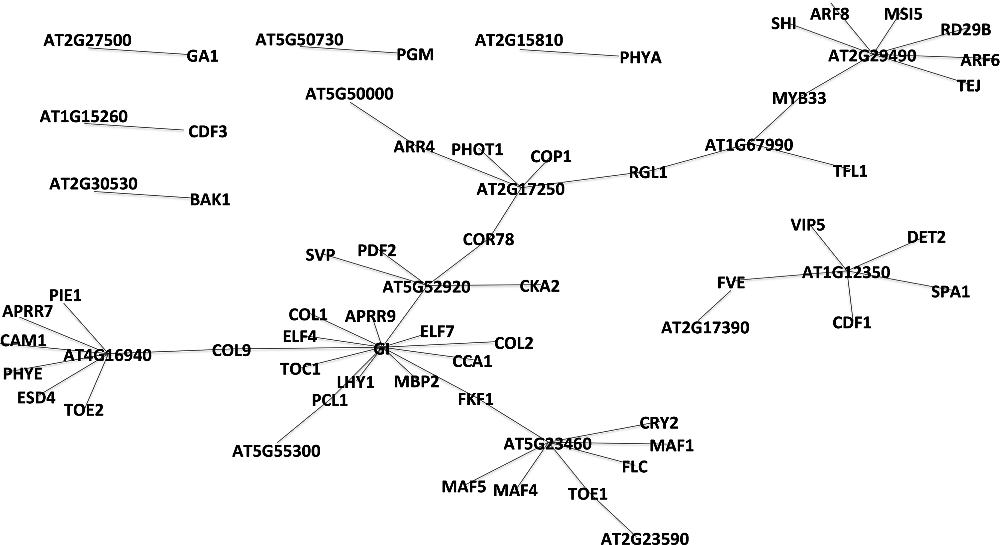 ARF8
MSI5
SHI
RD29B
AT2G27500
AT5G50730
AT2G15810
GA1
PGM
PHYA
AT2G29490
ARF6
TEJ
AT5G50000
MYB33
AT1G15260
CDF3
ARR4
PHOT1
COP1
AT1G67990
RGL1
TFL1
AT2G30530
BAK1
AT2G17250
VIP5
DET2
COR78
SVP
PDF2
AT1G12350
FVE
SPA1
AT5G52920
CKA2
PIE1
APRR7
COL1
APRR9
CDF1
AT2G17390
ELF4
ELF7
CAM1
COL2
AT4G16940
COL9
GI
CCA1
TOC1
PHYE
LHY1
MBP2
ESD4
PCL1
FKF1
TOE2
CRY2
AT5G55300
AT5G23460
MAF1
FLC
MAF5
MAF4
TOE1
AT2G23590